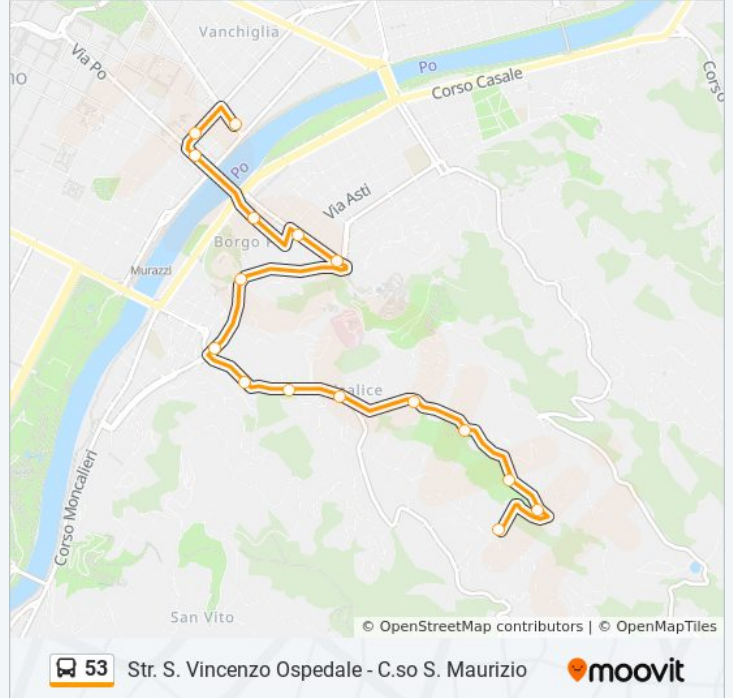 Vanchiglia
Via Po
no
Po
Corso Casale
Corso
Po
Via Asti
Borgo
Murazzi
alice
Corso Moncalieri
San Vito
© OpenStreetMap contributors | © OpenMapTiles
53 Str. S. Vincenzo Ospedale - C.so S. Maurizio moovit